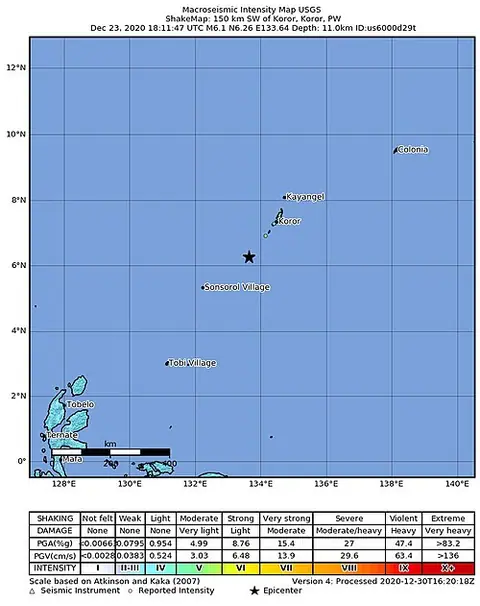 Macroseismic Intensity Map USGS
ShakeMap: 150 km SW of Koror, Koror, PW
Dec 23, 2020 18:11:47 UTC M6.1 N6.26 E133.64 Depth: 11.0km ID:us6000d29t
12°N
10°N
Colonia
8°N
Kayangel
Koror
6°N
Sonsorol Village
4°N
Tobi Village
2°N
Tobelo
Ternate
km
0°
Mafa
0 200 400
128°E 130°E 132°E 134°E 136°E 138°E 140°E
SHAKING Not felt Weak Light Moderate Strong Very strong Severe Violent Extreme
DAMAGE None None None Very light Light Moderate Moderate/heavy Heavy Very heavy
PGA(%g) <0.0066 0.0795 0.954 4.99 8.76 15.4 27 47.4 >83.2
PGV(cm/s) <0.0028 0.0383 0.524 3.03 6.48 13.9 29.6 63.4 >136
INTENSITY I II-III IV V VI VII VIII IX X+
Scale based on Atkinson and Kaka (2007) Version 4: Processed 2020-12-30T16:20:18Z
△ Seismic Instrument ○ Reported Intensity ★ Epicenter